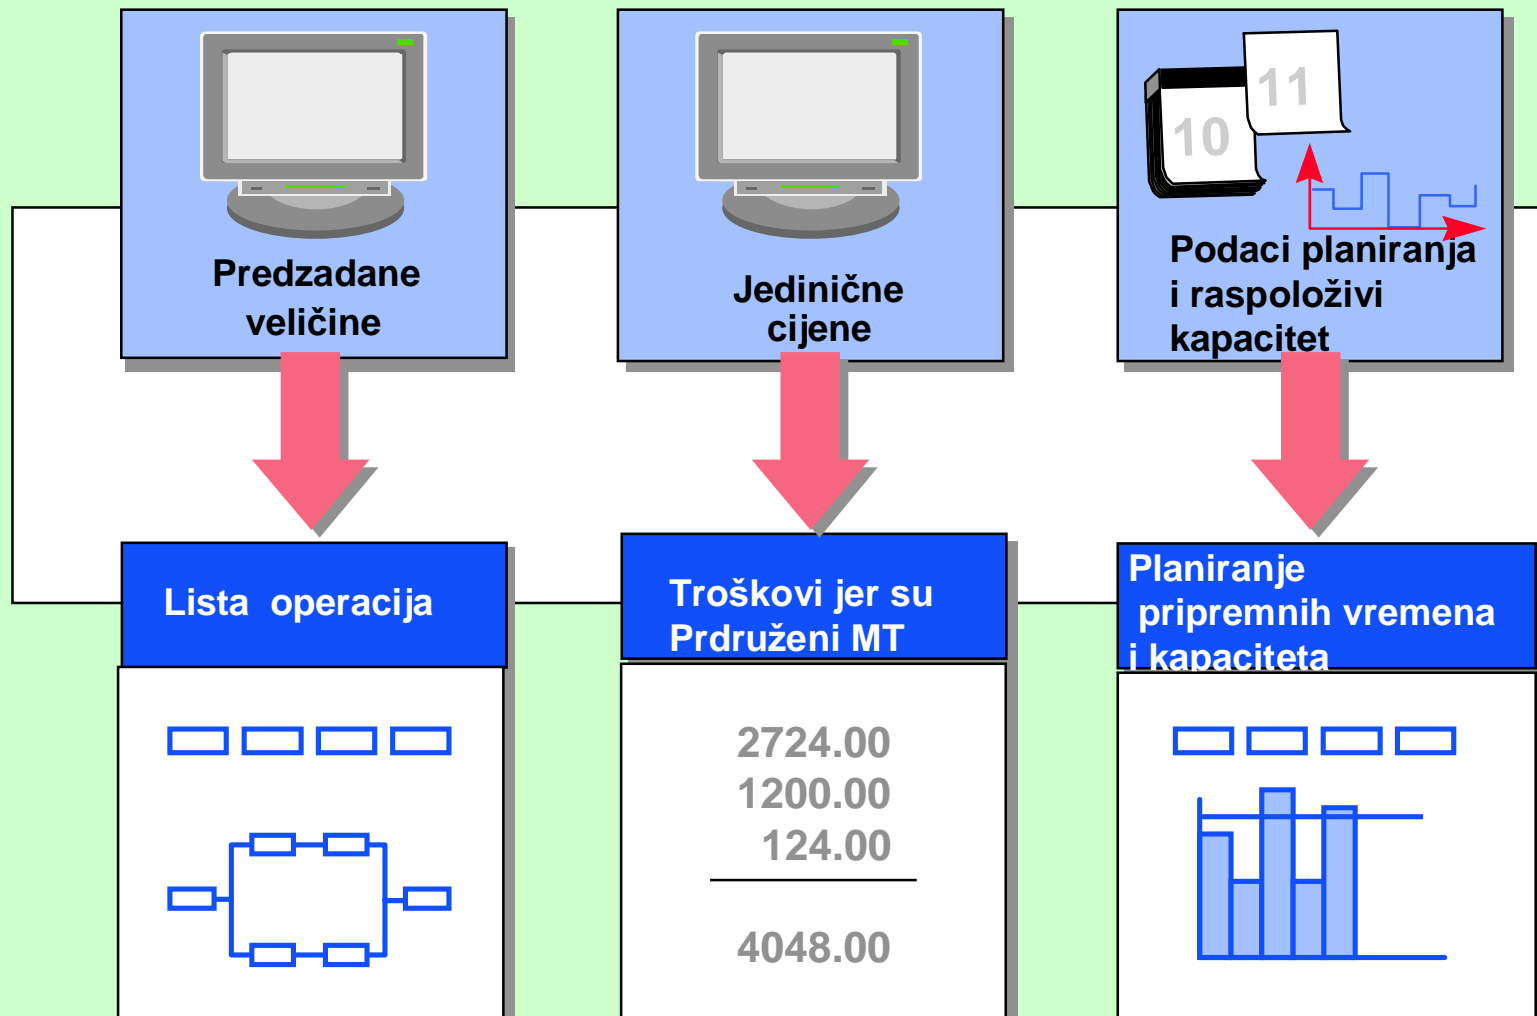 Predzadane
veličine
Jedinične
cijene
11
10
Podaci planiranja
i raspoloživi
kapacitet
Lista operacija
Troškovi jer su
Prdruženi MT
2724.00
1200.00
124.00
4048.00
Planiranje
pripremnih vremena
i kapaciteta